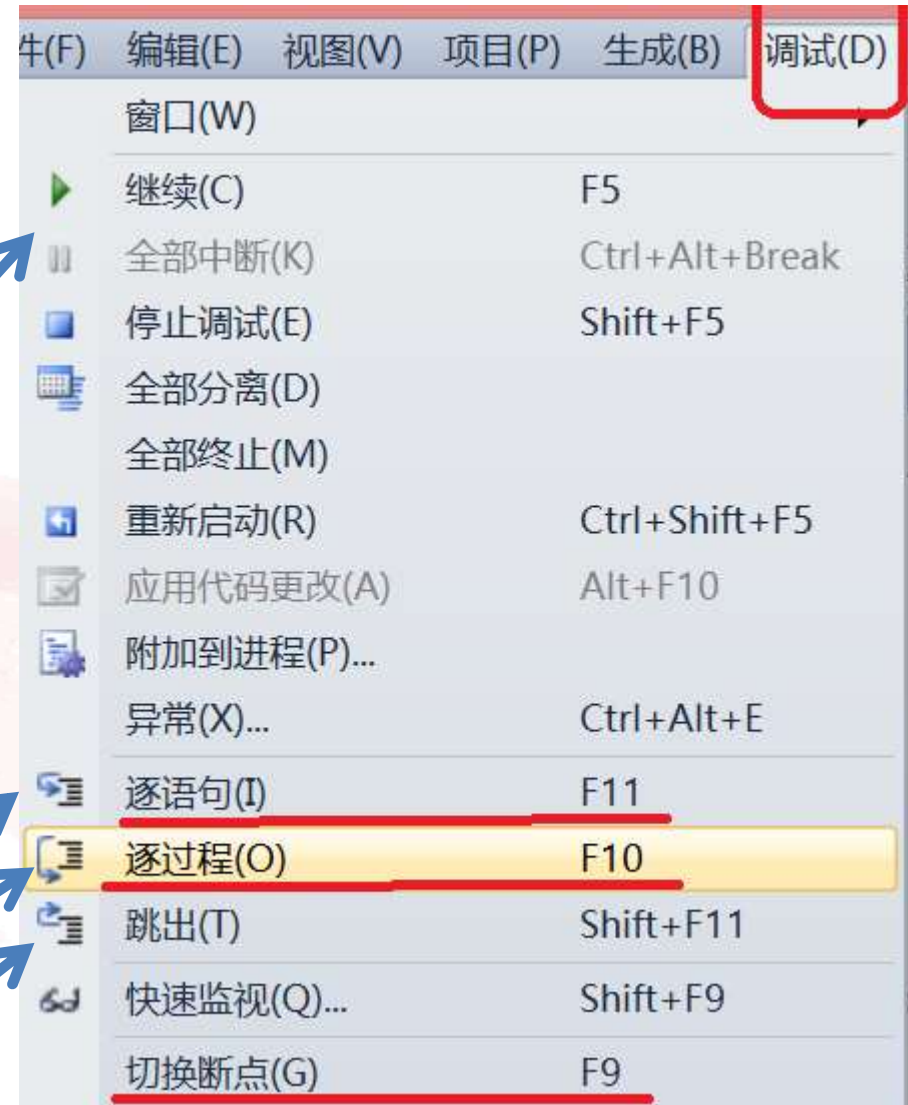 件(F) 编辑(E) 视图(V) 项目(P) 生成(B) 调试(D)
窗口(W)
继续(C) F5
全部中断(K) Ctrl+Alt+Break
停止调试(E) Shift+F5
全部分离(D)
全部终止(M)
重新启动(R) Ctrl+Shift+F5
应用代码更改(A) Alt+F10
附加到进程(P)...
异常(X)... Ctrl+Alt+E
逐语句(I) F11
逐过程(O) F10
跳出(T) Shift+F11
快速监视(Q)... Shift+F9
切换断点(G) F9